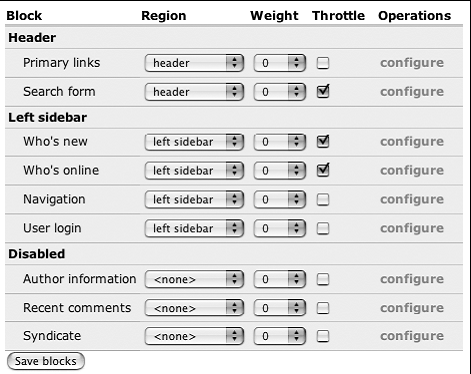 Block Region Weight Throttle Operations
Header
Primary links header 0 configure
Search form header 0 configure
Left sidebar
Who's new left sidebar 0 configure
Who's online left sidebar 0 configure
Navigation left sidebar 0 configure
User login left sidebar 0 configure
Disabled
Author information <none> 0 configure
Recent comments <none> 0 configure
Syndicate <none> 0 configure
Save blocks